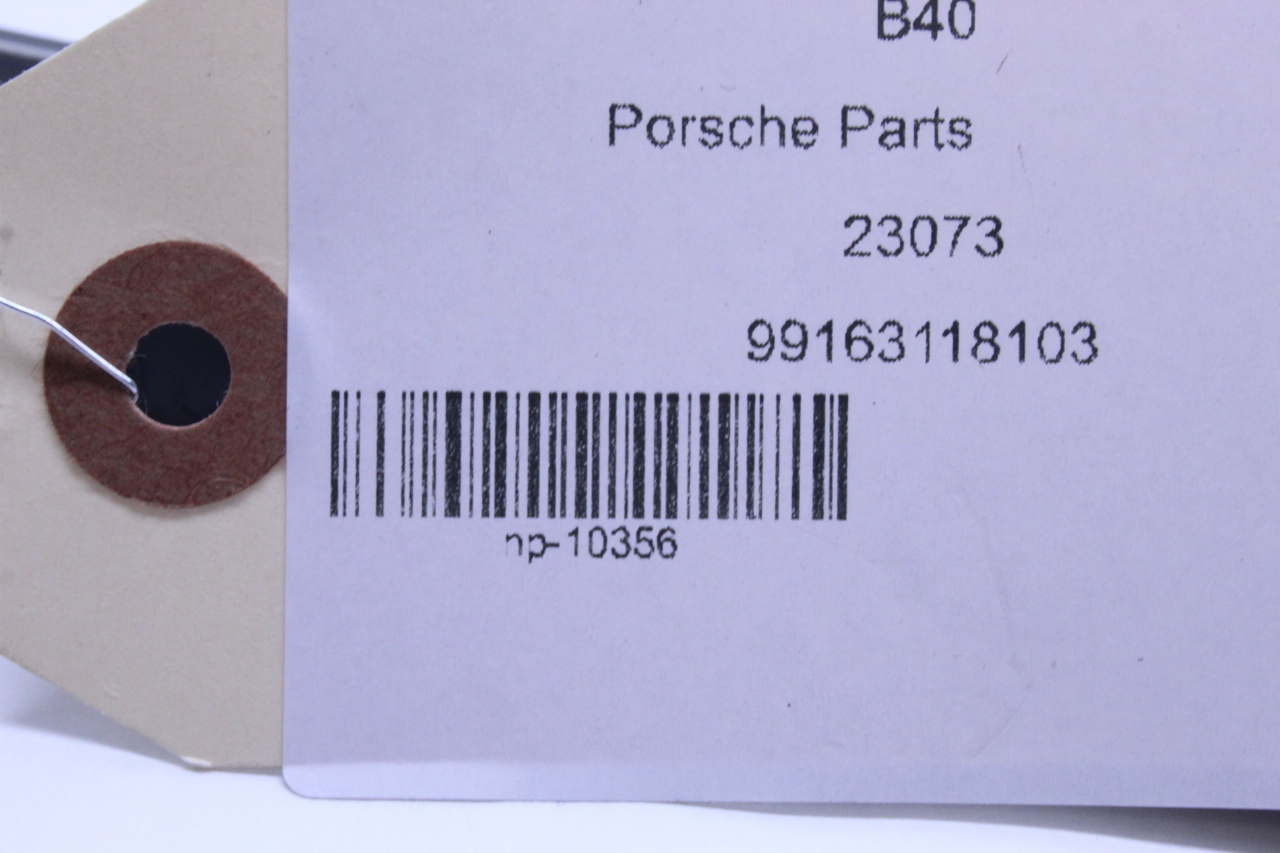 B40
Porsche Parts
23073
99163118103
np-10356